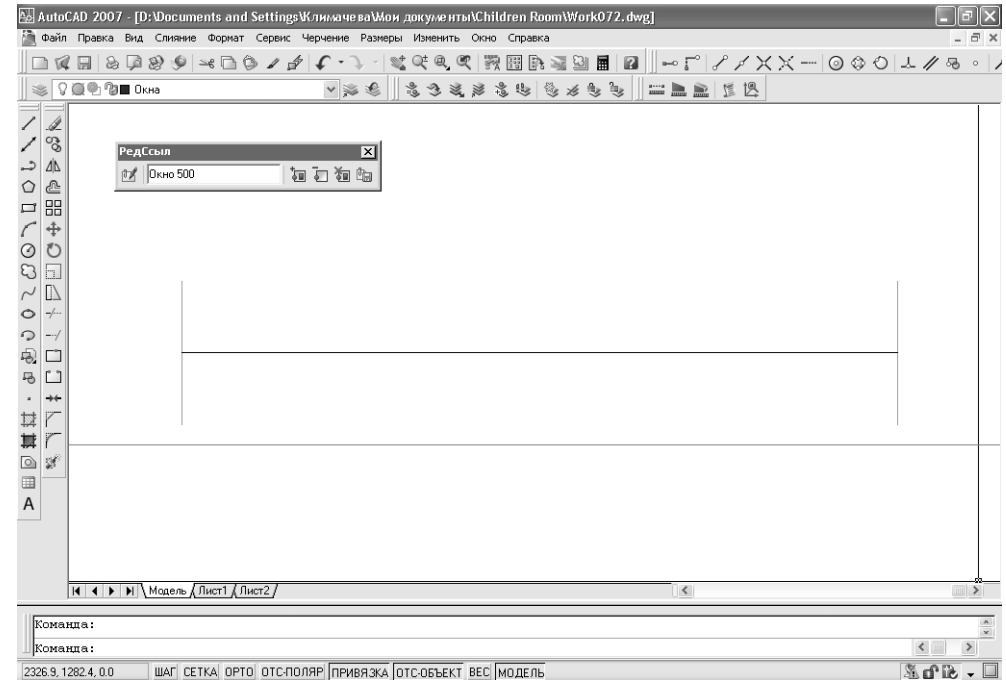 AutoCAD 2007 - [D:\Documents and Settings\Климачева\Мои документы\Children Room\Work072.dwg]
Файл Правка Вид Слияние Формат Сервис Черчение Размеры Изменить Окно Справка
Окна
РедСсыл
Окно 500
A
Модель Лист1 Лист2
Команда:
Команда:
2326.9, 1282.4, 0.0 ШАГ СЕТКА ОРТО ОТС-ПОЛЯР ПРИВЯЗКА ОТС-ОБЪЕКТ ВЕС МОДЕЛЬ